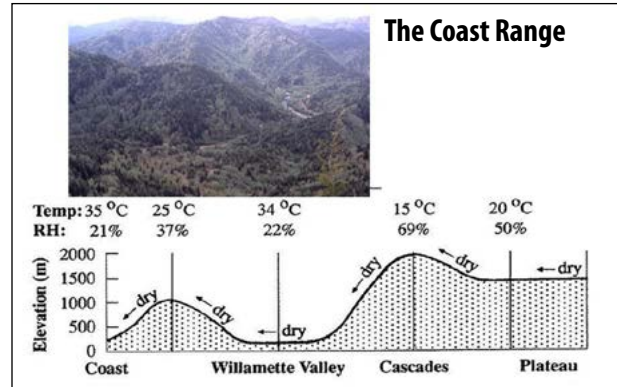 The Coast Range
Temp: 35 °C 25 °C 34 °C 15 °C 20 °C
RH: 21% 37% 22% 69% 50%
Elevation (m)
2000
1500
1000
500
0
dry dry dry dry dry dry
Coast Willamette Valley Cascades Plateau